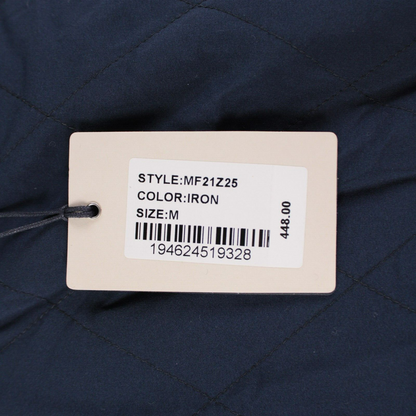 STYLE:MF21Z25
COLOR:IRON
SIZE:M
194624519328
448.00